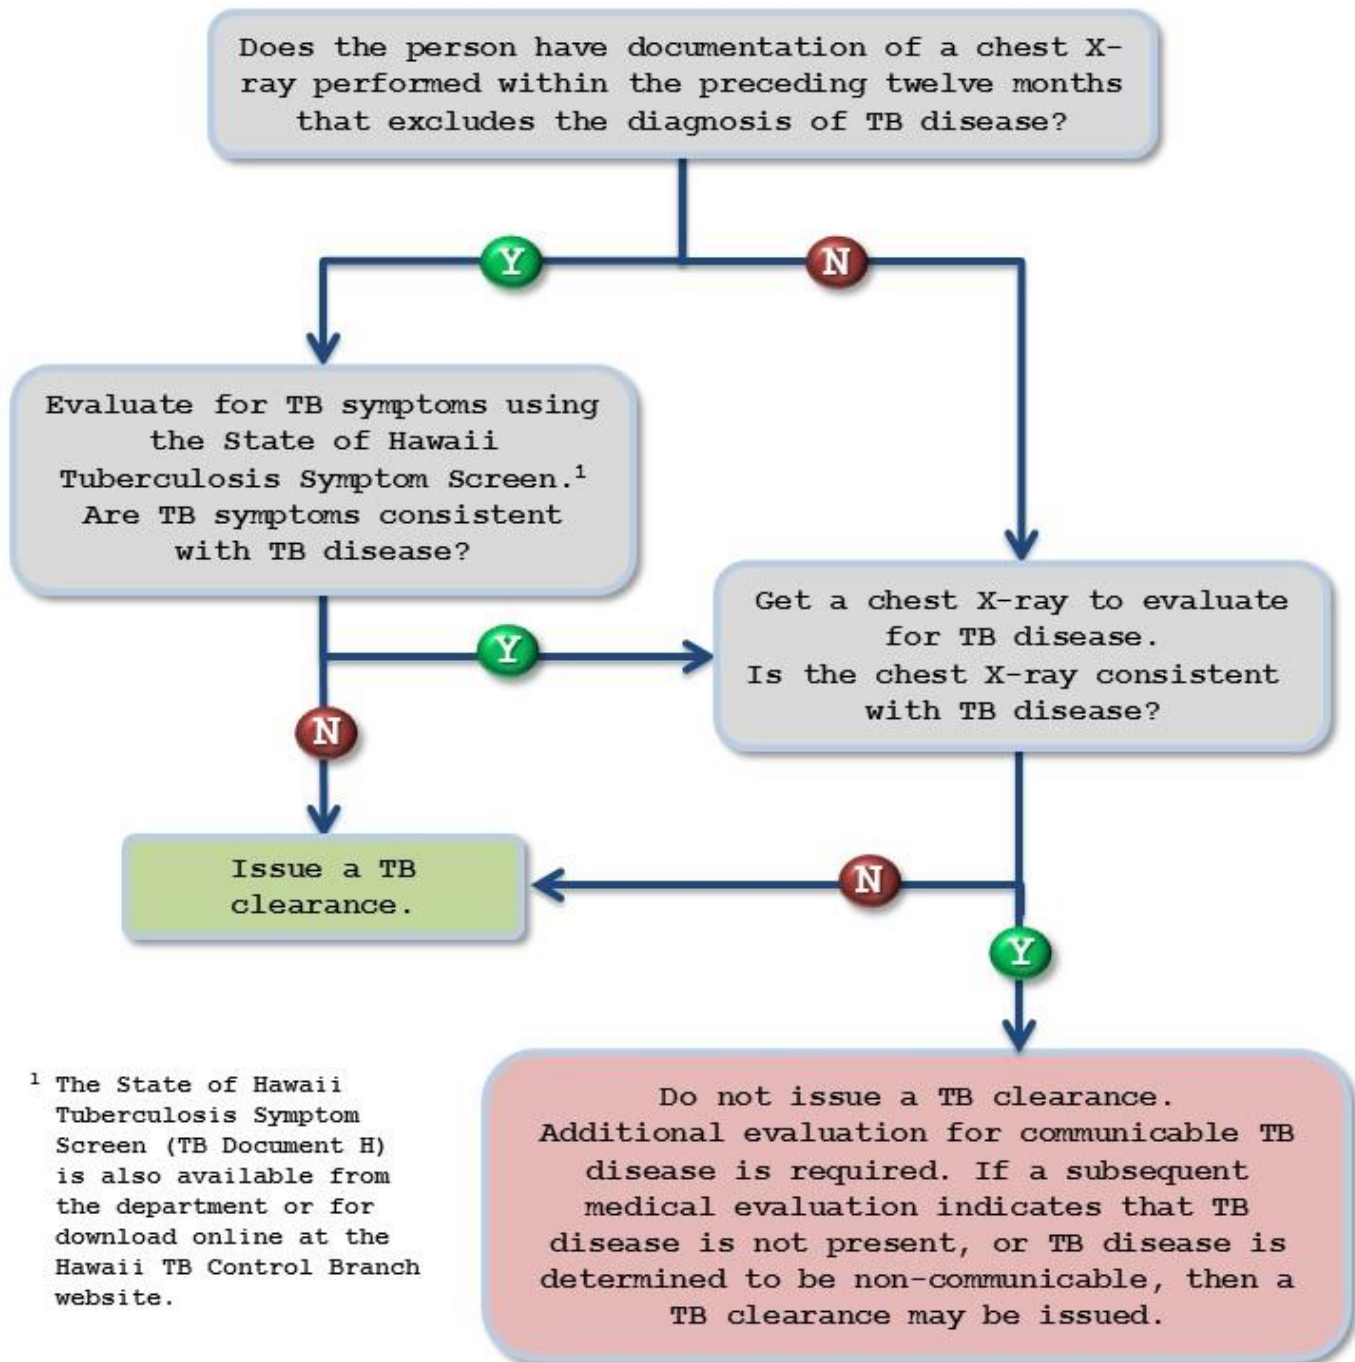 Does the person have documentation of a chest X-
ray performed within the preceding twelve months
that excludes the diagnosis of TB disease?
Y
N
Evaluate for TB symptoms using
the State of Hawaii
Tuberculosis Symptom Screen.¹
Are TB symptoms consistent
with TB disease?
Get a chest X-ray to evaluate
for TB disease.
Is the chest X-ray consistent
with TB disease?
Y
N
Issue a TB
clearance.
N
Y
¹ The State of Hawaii
Tuberculosis Symptom
Screen (TB Document H)
is also available from
the department or for
download online at the
Hawaii TB Control Branch
website.
Do not issue a TB clearance.
Additional evaluation for communicable TB
disease is required. If a subsequent
medical evaluation indicates that TB
disease is not present, or TB disease is
determined to be non-communicable, then a
TB clearance may be issued.